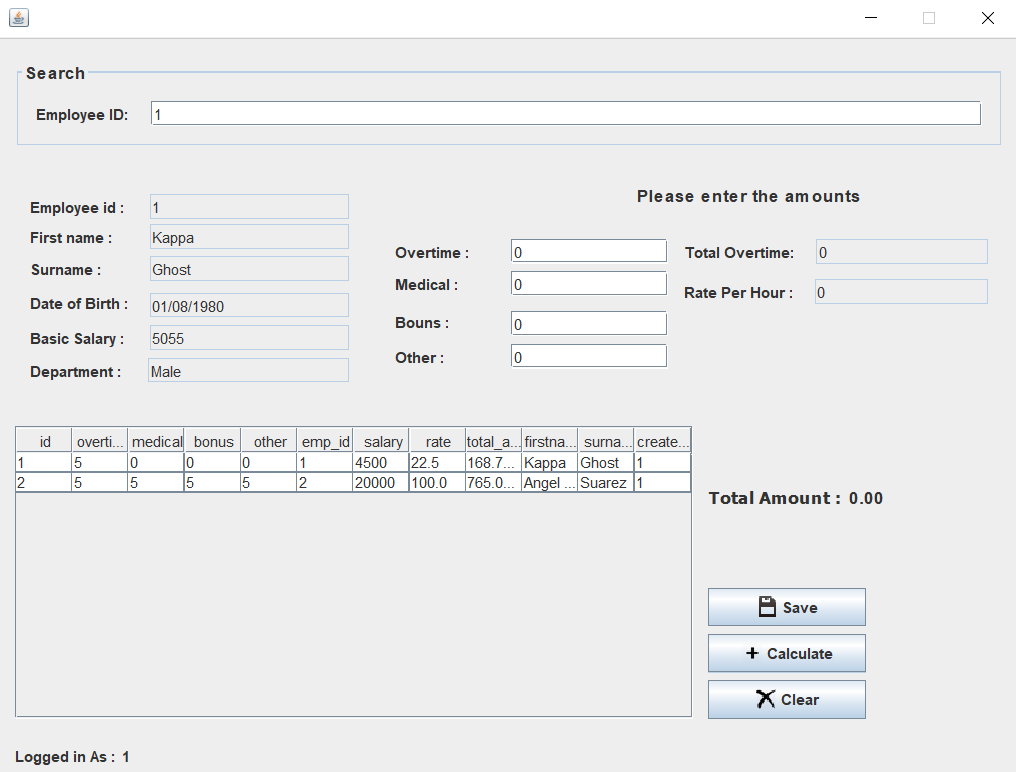 Search
Employee ID: 1
Please enter the amounts
Employee id : 1
First name : Kappa
Surname : Ghost
Date of Birth : 01/08/1980
Basic Salary : 5055
Department : Male
Overtime : 0
Medical : 0
Bouns : 0
Other : 0
Total Overtime: 0
Rate Per Hour : 0
id overti... medical bonus other emp_id salary rate total_a... firstna... surna... create...
1 5 0 0 0 1 4500 22.5 168.7... Kappa Ghost 1
2 5 5 5 5 2 20000 100.0 765.0... Angel ... Suarez 1
Total Amount : 0.00
Save
Calculate
Clear
Logged in As : 1